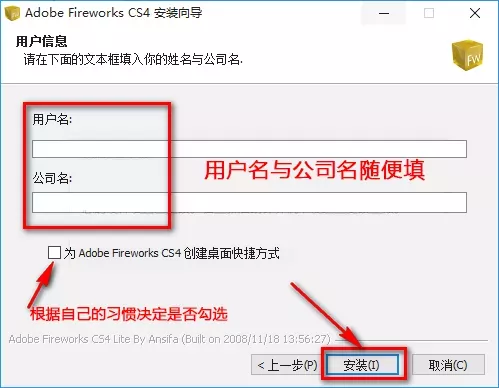 Adobe Fireworks CS4 安装向导
用户信息
请在下面的文本框填入你的姓名与公司名.
FW
用户名:
用户名与公司名随便填
公司名:
为 Adobe Fireworks CS4 创建桌面快捷方式
根据自己的习惯决定是否勾选
Adobe Fireworks CS4 Lite By Ansifa (Built on 2008/11/18 13:56:27)
< 上一步(P) 安装(I) 取消(C)